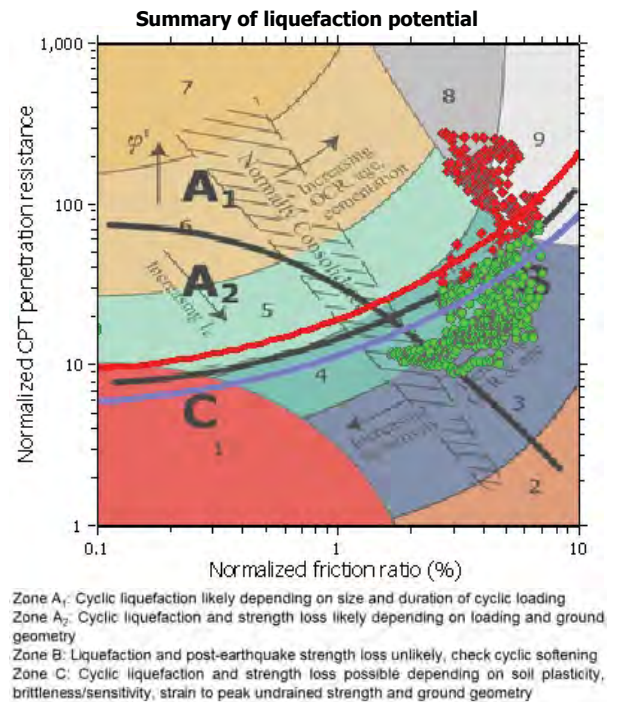 Summary of liquefaction potential
Normalized CPT penetration resistance
1,000
100
10
1
7
8
9
φ'
A1
Normally Consolid
Increasing
OCR, age,
cementation
6
A2
Increasing Ic
5
B
4
C
3
1
Increasing
2
0.1
1
10
Normalized friction ratio (%)
Zone A1: Cyclic liquefaction likely depending on size and duration of cyclic loading
Zone A2: Cyclic liquefaction and strength loss likely depending on loading and ground
geometry
Zone B: Liquefaction and post-earthquake strength loss unlikely, check cyclic softening
Zone C: Cyclic liquefaction and strength loss possible depending on soil plasticity,
brittleness/sensitivity, strain to peak undrained strength and ground geometry